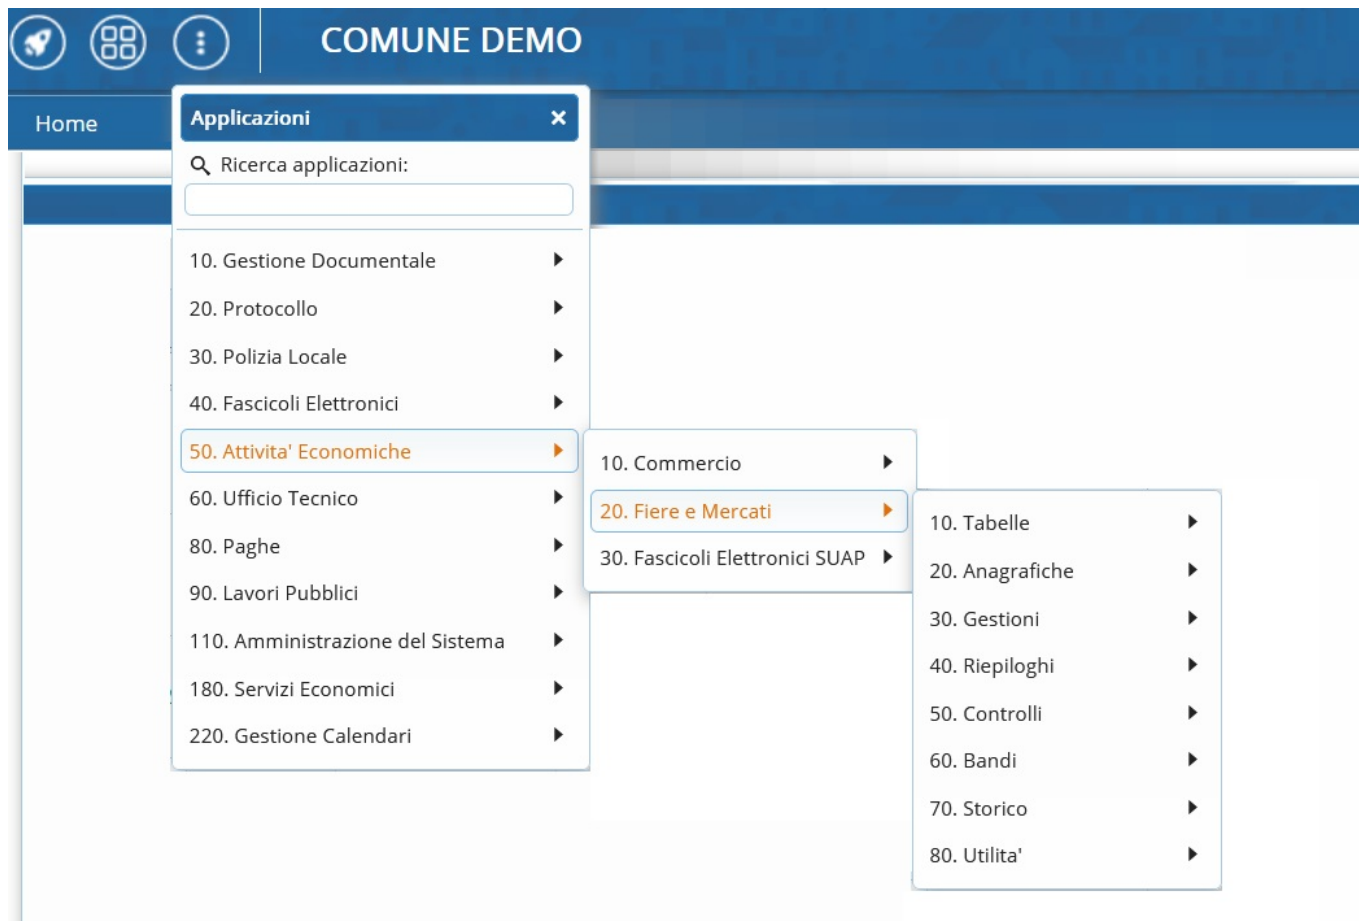 COMUNE DEMO
Home
Applicazioni
Ricerca applicazioni:
10. Gestione Documentale
20. Protocollo
30. Polizia Locale
40. Fascicoli Elettronici
50. Attivita' Economiche
60. Ufficio Tecnico
80. Paghe
90. Lavori Pubblici
110. Amministrazione del Sistema
180. Servizi Economici
220. Gestione Calendari
10. Commercio
20. Fiere e Mercati
30. Fascicoli Elettronici SUAP
10. Tabelle
20. Anagrafiche
30. Gestioni
40. Riepiloghi
50. Controlli
60. Bandi
70. Storico
80. Utilita'